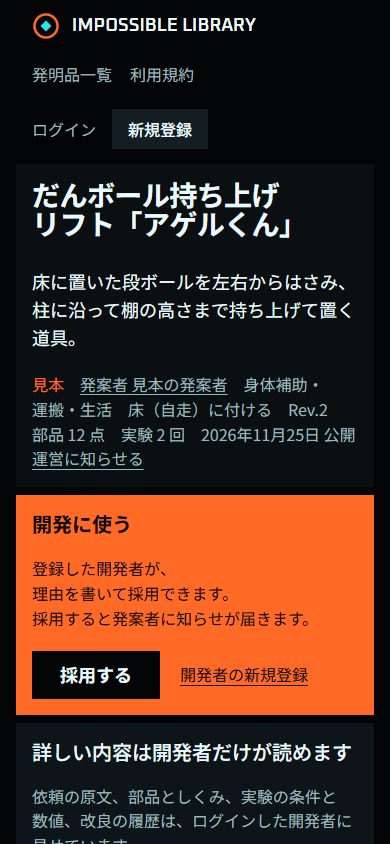 IMPOSSIBLE LIBRARY
発明品一覧 利用規約
ログイン 新規登録
だんボール持ち上げ
リフト「アゲルくん」
床に置いた段ボールを左右からはさみ、
柱に沿って棚の高さまで持ち上げて置く
道具。
見本 発案者 見本の発案者 身体補助・
運搬・生活 床（自走）に付ける Rev.2
部品 12 点 実験 2 回 2026年11月25日 公開
運営に知らせる
開発に使う
登録した開発者が、
理由を書いて採用できます。
採用すると発案者に知らせが届きます。
採用する 開発者の新規登録
詳しい内容は開発者だけが読めます
依頼の原文、部品としくみ、実験の条件と
数値、改良の履歴は、ログインした開発者に
見せています。